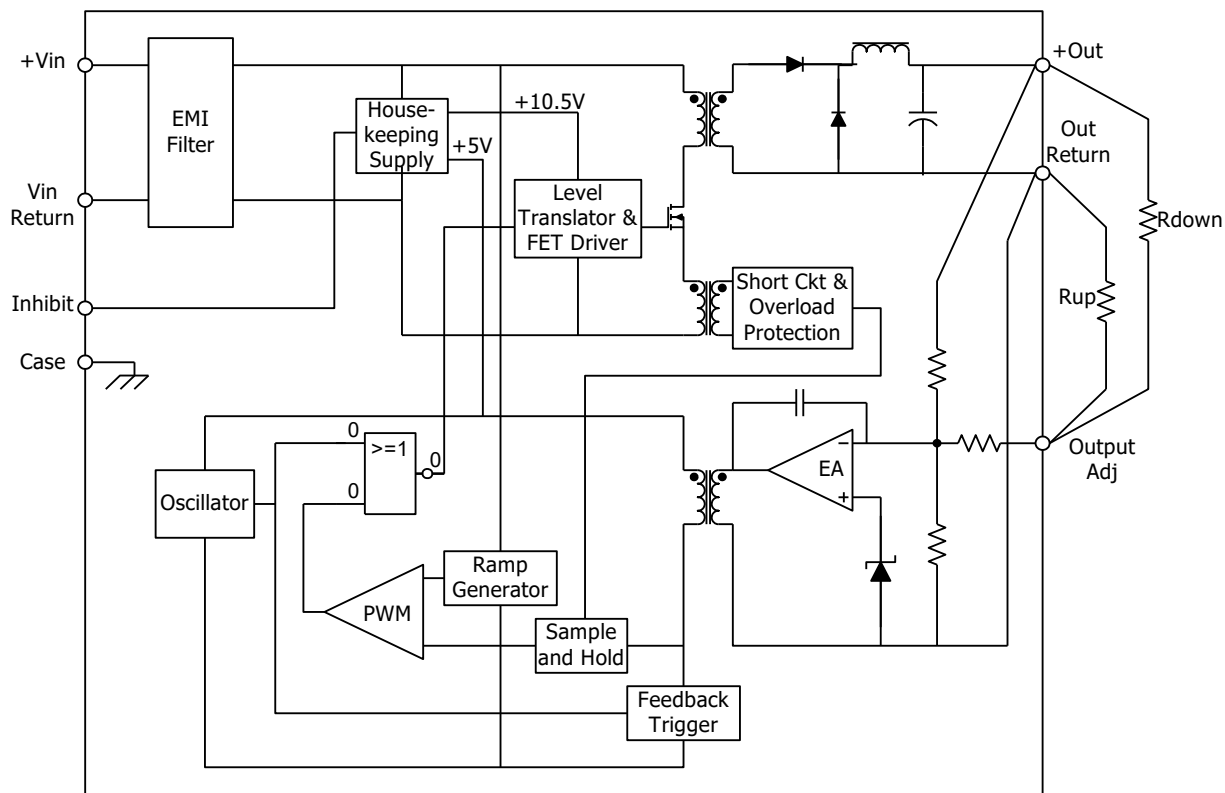 +Vin
EMI
Filter
House-
keeping
Supply
+10.5V
+5V
+Out
Out
Return
Vin
Return
Level
Translator &
FET Driver
Rdown
Rup
Inhibit
Short Ckt &
Overload
Protection
Case
0
>=1
0
0
Oscillator
EA
−
+
Output
Adj
Ramp
Generator
PWM
Sample
and Hold
Feedback
Trigger